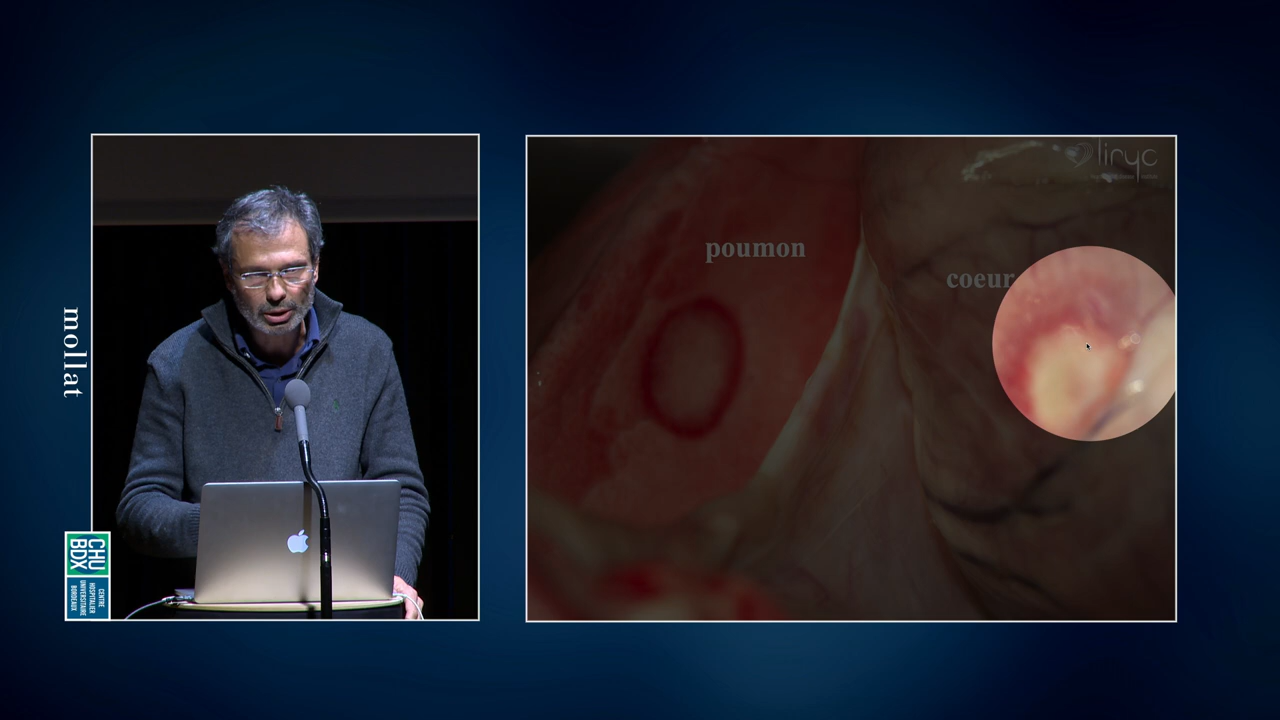 mollat
CHU
BDX
CENTRE
HOSPITALIER
UNIVERSITAIRE
BORDEAUX
poumon
coeur
liryc